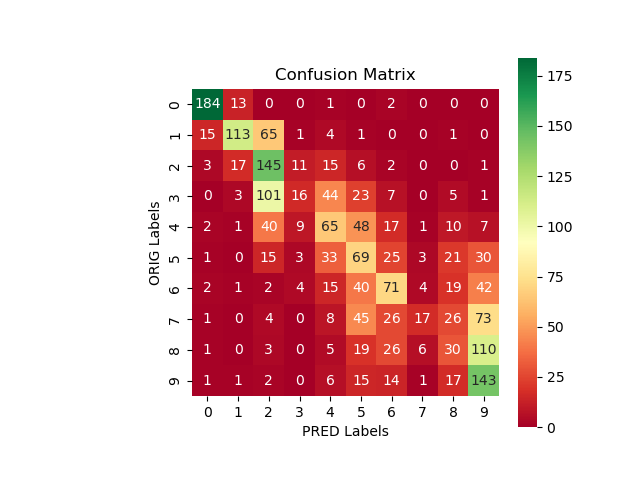 Confusion Matrix
ORIG Labels
0 184 13 0 0 1 0 2 0 0 0
1 15 113 65 1 4 1 0 0 1 0
2 3 17 145 11 15 6 2 0 0 1
3 0 3 101 16 44 23 7 0 5 1
4 2 1 40 9 65 48 17 1 10 7
5 1 0 15 3 33 69 25 3 21 30
6 2 1 2 4 15 40 71 4 19 42
7 1 0 4 0 8 45 26 17 26 73
8 1 0 3 0 5 19 26 6 30 110
9 1 1 2 0 6 15 14 1 17 143
0 1 2 3 4 5 6 7 8 9
PRED Labels
175
150
125
100
75
50
25
0